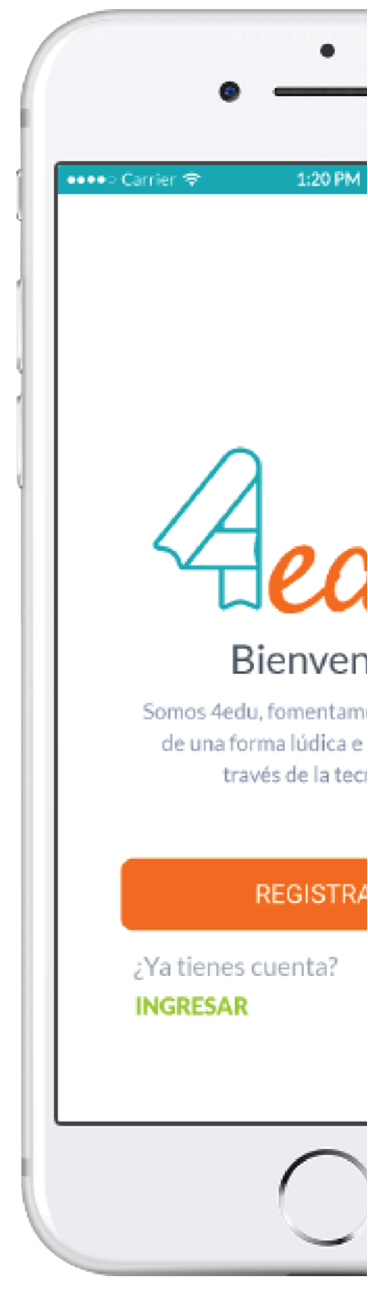 Carrier 1:20 PM
4ed
Bienven
Somos 4edu, fomentam
de una forma lúdica e
través de la tec
REGISTRA
¿Ya tienes cuenta?
INGRESAR